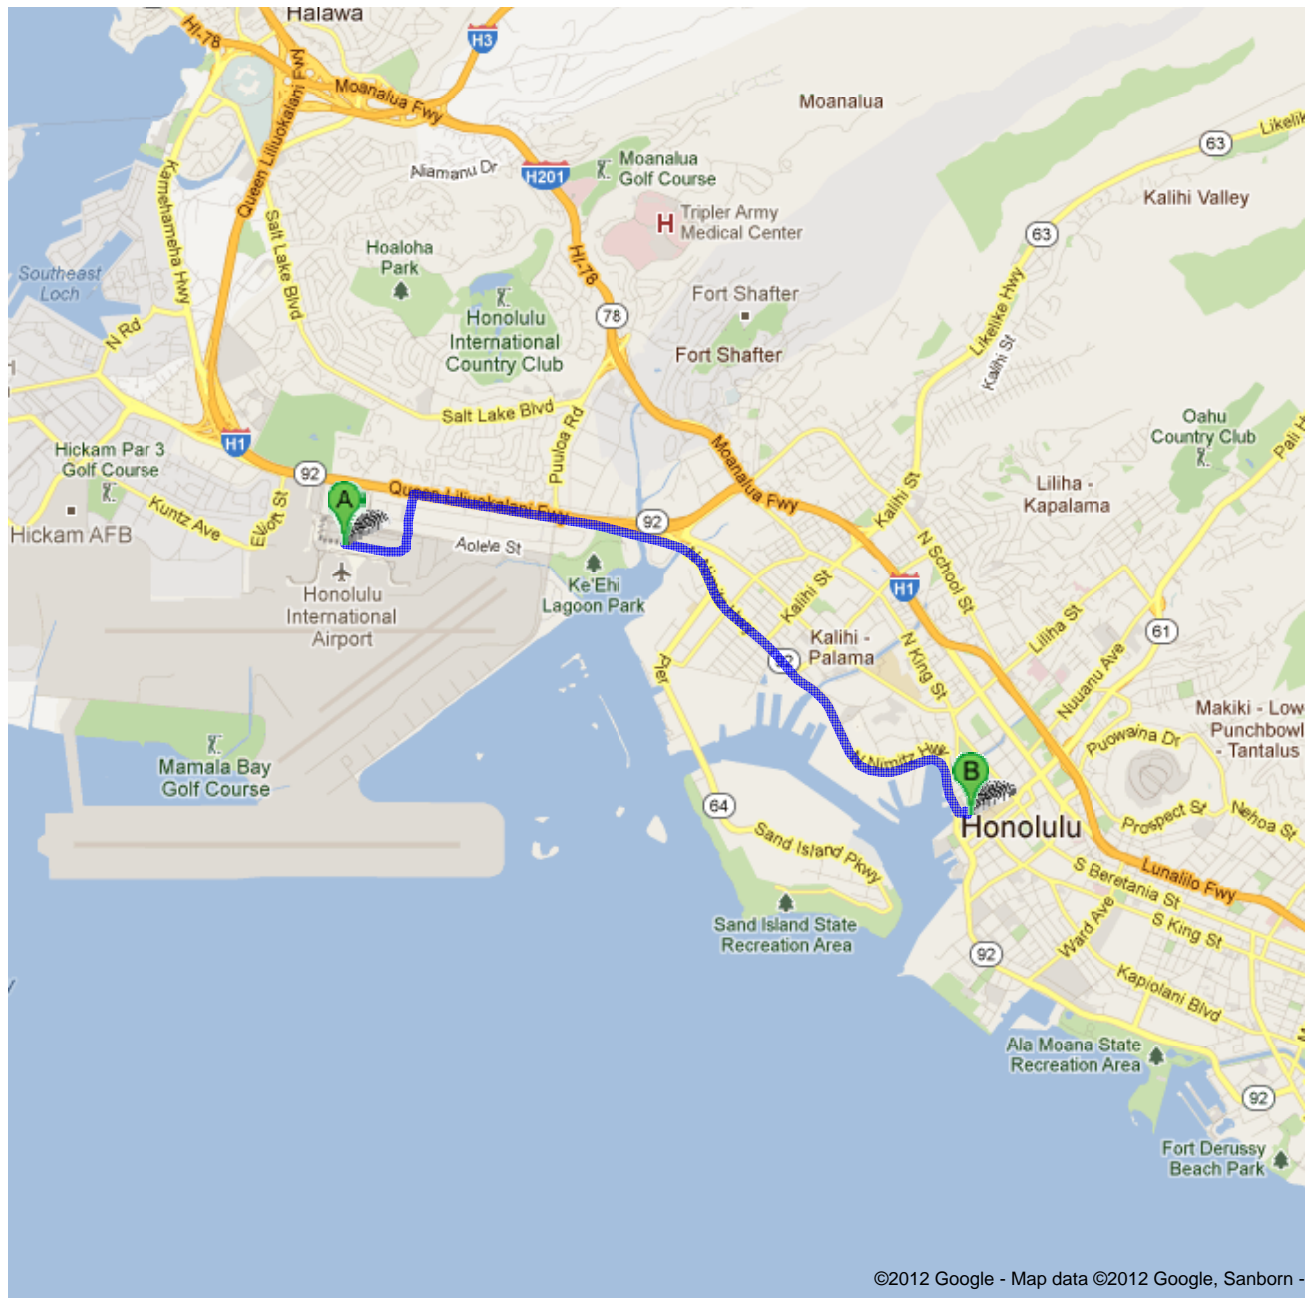 Halawa
HI-78
H3
Moanalua Fwy
Queen Liliuokalani Fwy
Moanalua
Likelik
63
Aliamanu Dr
H201
Moanalua
Golf Course
Kamehameha Hwy
Kalihi Valley
Tripler Army
Medical Center
H
Salt Lake Blvd
63
Hoaloha
Park
HI-78
Southeast
Loch
Fort Shafter
Likelike Hwy
Honolulu
International
Country Club
78
N Rd
Fort Shafter
Kalihi St
Salt Lake Blvd
Oahu
Country Club
Pali H
H1
Puuloa Rd
Moanalua Fwy
Hickam Par 3
Golf Course
92
Queen Liliuokalani Fwy
Kalihi St
Liliha -
Kapalama
A
Kuntz Ave
Elliott St
Hickam AFB
92
Aolele St
N School St
Ke'Ehi
Lagoon Park
Kalihi St
H1
Honolulu
International
Airport
Liliha St
61
Kalihi -
Palama
N King St
Nuuanu Ave
92
Pier
Makiki - Low
Punchbowl
- Tantalus
Puowaina Dr
Mamala Bay
Golf Course
N Nimitz Hwy
B
64
Honolulu
Prospect St
Nehoa St
Sand Island Pkwy
Lunalilo Fwy
S Beretania St
Sand Island State
Recreation Area
Ward Ave
S King St
92
Kapiolani Blvd
Ala Moana State
Recreation Area
92
Fort Derussy
Beach Park
©2012 Google - Map data ©2012 Google, Sanborn -